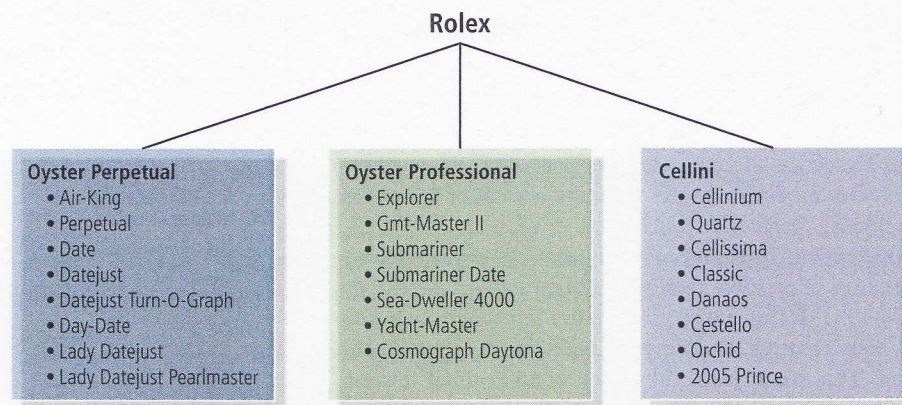 Rolex
Oyster Perpetual
• Air-King
• Perpetual
• Date
• Datejust
• Datejust Turn-O-Graph
• Day-Date
• Lady Datejust
• Lady Datejust Pearlmaster
Oyster Professional
• Explorer
• Gmt-Master II
• Submariner
• Submariner Date
• Sea-Dweller 4000
• Yacht-Master
• Cosmograph Daytona
Cellini
• Cellinium
• Quartz
• Cellissima
• Classic
• Danaos
• Cestello
• Orchid
• 2005 Prince